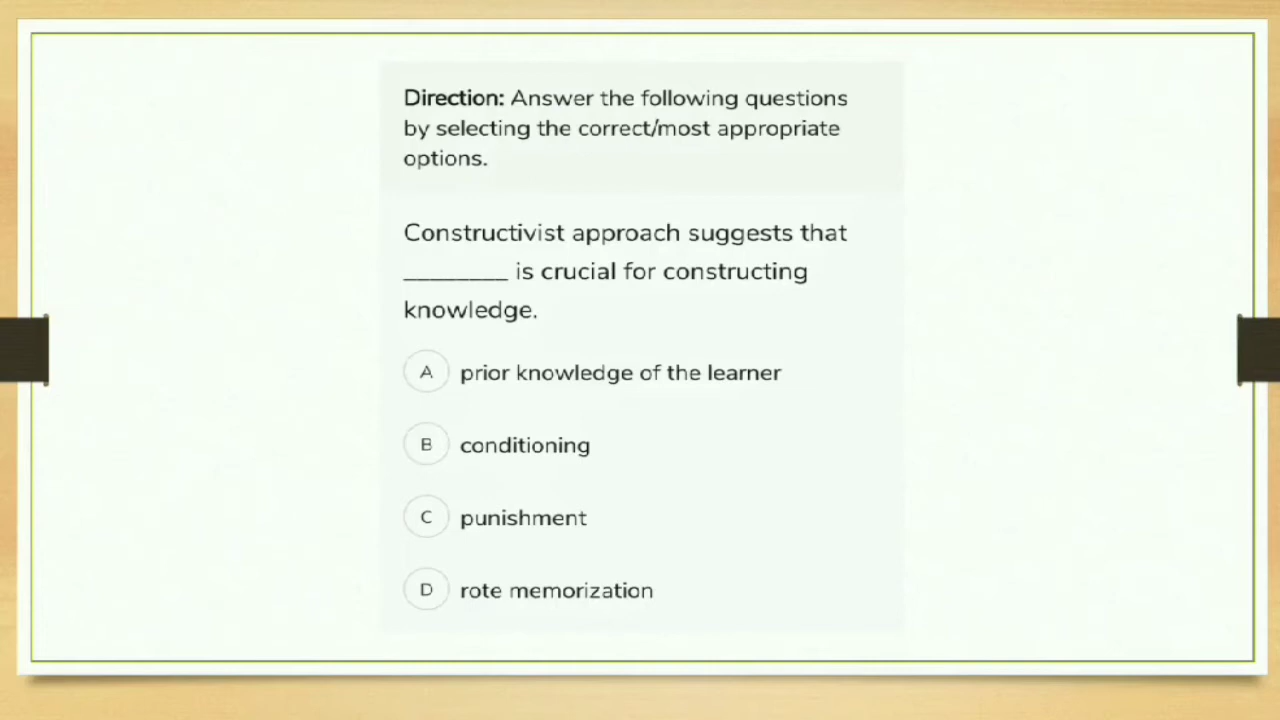 Direction: Answer the following questions
by selecting the correct/most appropriate
options.
Constructivist approach suggests that
________ is crucial for constructing
knowledge.
A prior knowledge of the learner
B conditioning
C punishment
D rote memorization